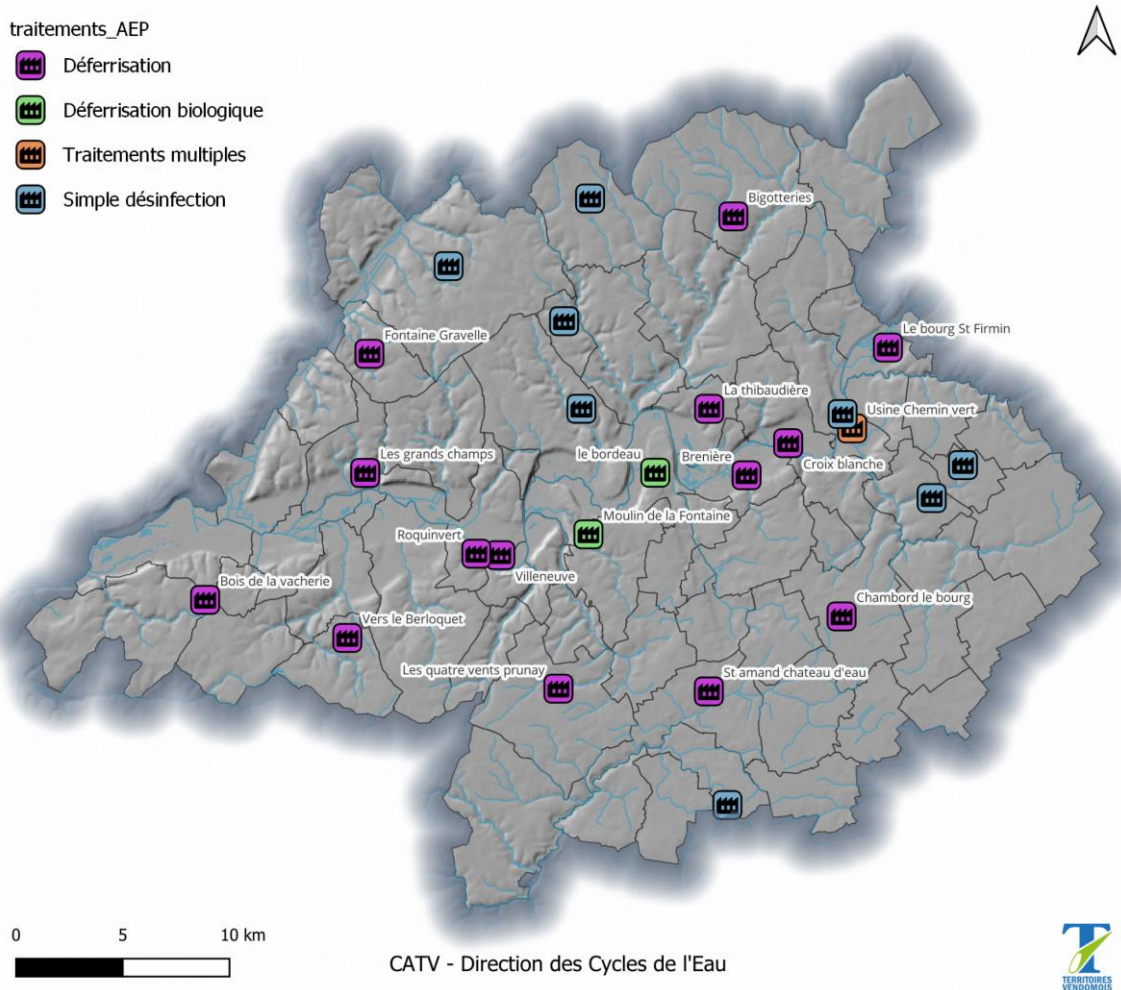 traitements_AEP
Déferrisation
Déferrisation biologique
Traitements multiples
Simple désinfection
Bigotteries
Le bourg St Firmin
Fontaine Gravelle
La thibaudière
Usine Chemin vert
Les grands champs
le bordeau
Brenière
Croix blanche
Moulin de la Fontaine
Roquinvert
Villeneuve
Bois de la vacherie
Chambord le bourg
Vers le Berloquet
Les quatre vents prunay
St amand chateau d'eau
0 5 10 km
CATV - Direction des Cycles de l'Eau
TERRITOIRES
VENDOMOIS